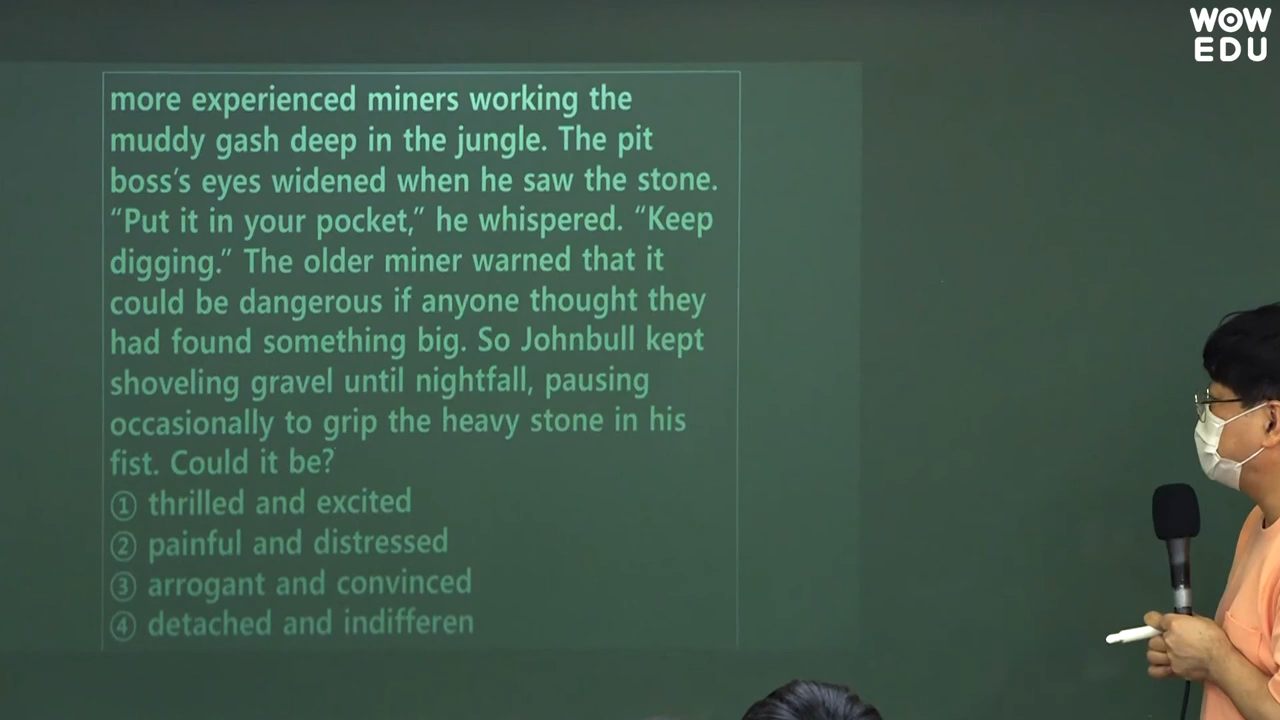 WOW
EDU
more experienced miners working the
muddy gash deep in the jungle. The pit
boss's eyes widened when he saw the stone.
“Put it in your pocket,” he whispered. “Keep
digging.” The older miner warned that it
could be dangerous if anyone thought they
had found something big. So Johnbull kept
shoveling gravel until nightfall, pausing
occasionally to grip the heavy stone in his
fist. Could it be?
① thrilled and excited
② painful and distressed
③ arrogant and convinced
④ detached and indifferen